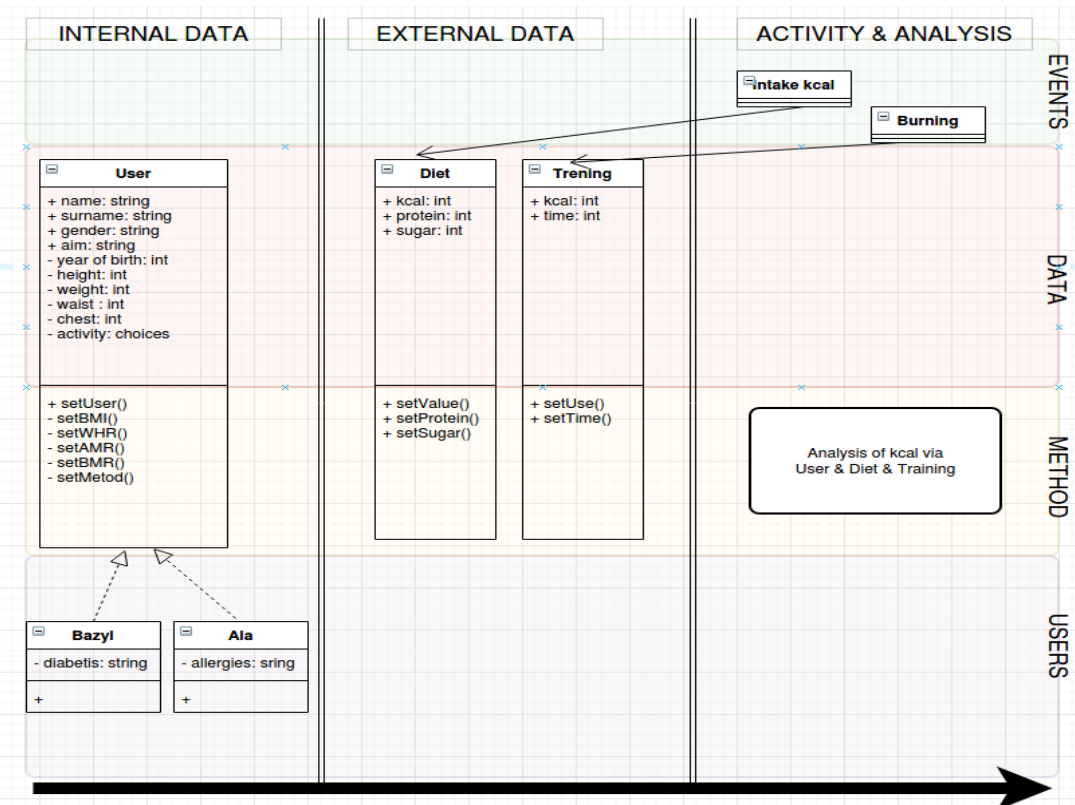 INTERNAL DATA
EXTERNAL DATA
ACTIVITY & ANALYSIS
EVENTS
Intake kcal
Burning
User
+ name: string
+ surname: string
+ gender: string
+ aim: string
- year of birth: int
- height: int
- weight: int
- waist : int
- chest: int
- activity: choices
+ setUser()
- setBMI()
- setWHR()
- setAMR()
- setBMR()
- setMetod()
Diet
+ kcal: int
+ protein: int
+ sugar: int
+ setValue()
+ setProtein()
+ setSugar()
Trening
+ kcal: int
+ time: int
+ setUse()
+ setTime()
DATA
Analysis of kcal via
User & Diet & Training
METHOD
Bazyl
- diabetis: string
+
Ala
- allergies: sring
+
USERS